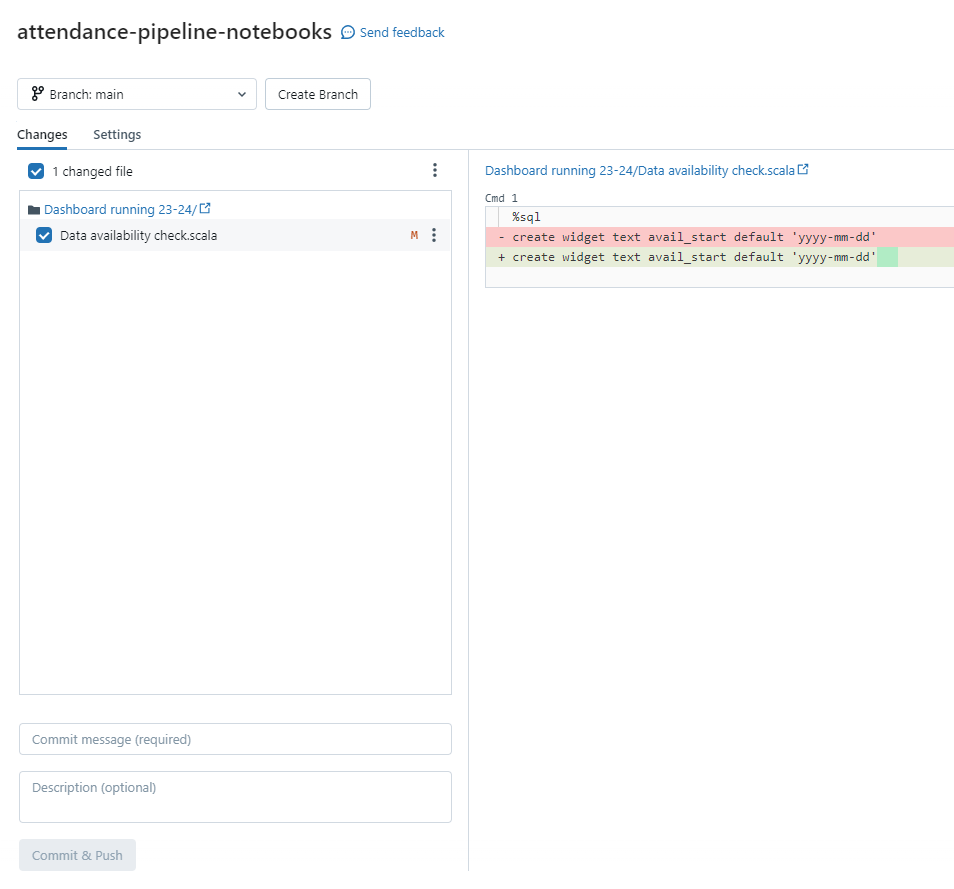 attendance-pipeline-notebooks Send feedback
Branch: main Create Branch
Changes Settings
1 changed file
Dashboard running 23-24/
Data availability check.scala M
Commit message (required)
Description (optional)
Commit & Push
Dashboard running 23-24/Data availability check.scala
Cmd 1
%sql
- create widget text avail_start default 'yyyy-mm-dd'
+ create widget text avail_start default 'yyyy-mm-dd'